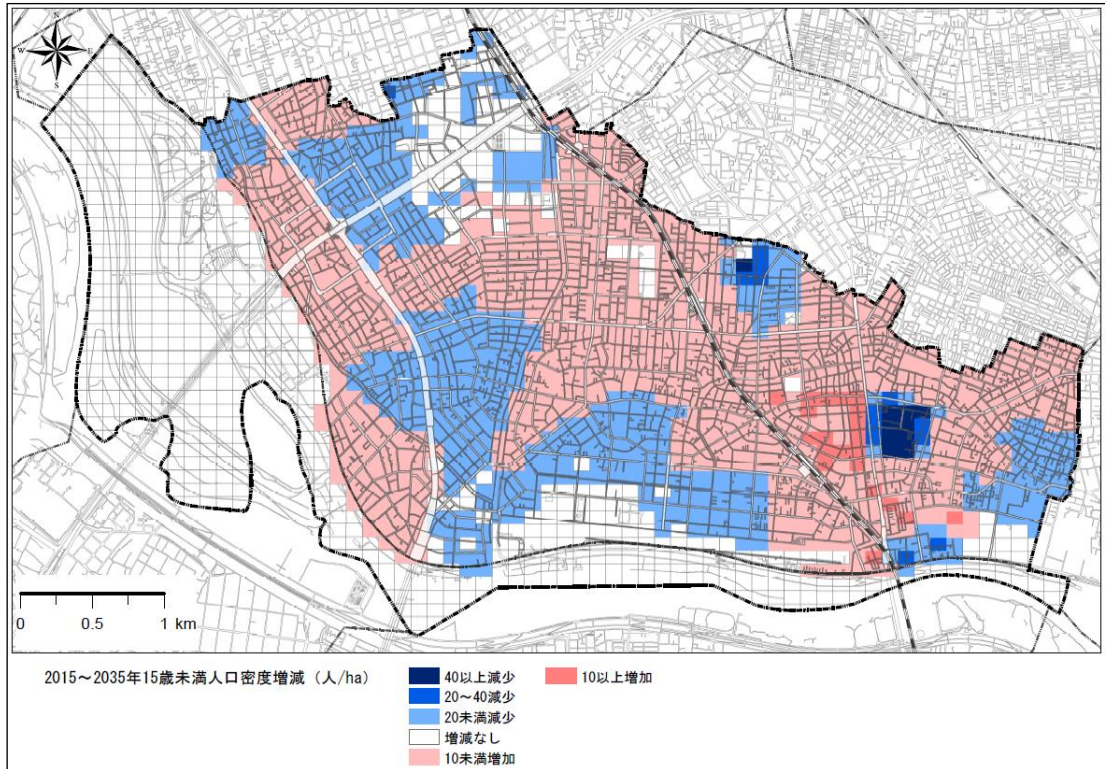 N
W
E
S
0 0.5 1 km
2015～2035年15歳未満人口密度増減（人/ha）
40以上減少
10以上増加
20～40減少
20未満減少
増減なし
10未満増加